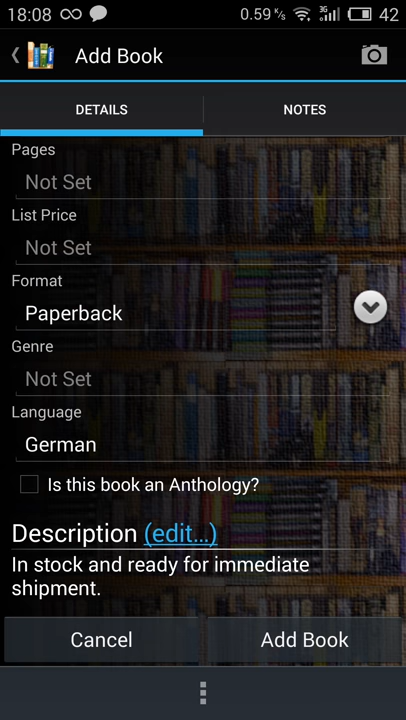 18:08 0.59 K/s 3G 42
Add Book
DETAILS NOTES
Pages
Not Set
List Price
Not Set
Format
Paperback
Genre
Not Set
Language
German
Is this book an Anthology?
Description (edit...)
In stock and ready for immediate
shipment.
Cancel Add Book